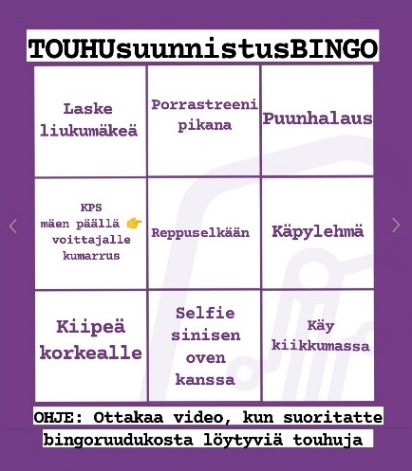 TOUHUsuunnistusBINGO
Laske
liukumäkeä
Porrastreeni
pikana
Puunhalaus
KPS
mäen päällä 👉
voittajalle
kumarrus
Reppuselkään
Käpylehmä
Kiipeä
korkealle
Selfie
sinisen
oven
kanssa
Käy
kiikkumassa
OHJE: Ottakaa video, kun suoritatte
bingoruudukosta löytyviä touhuja